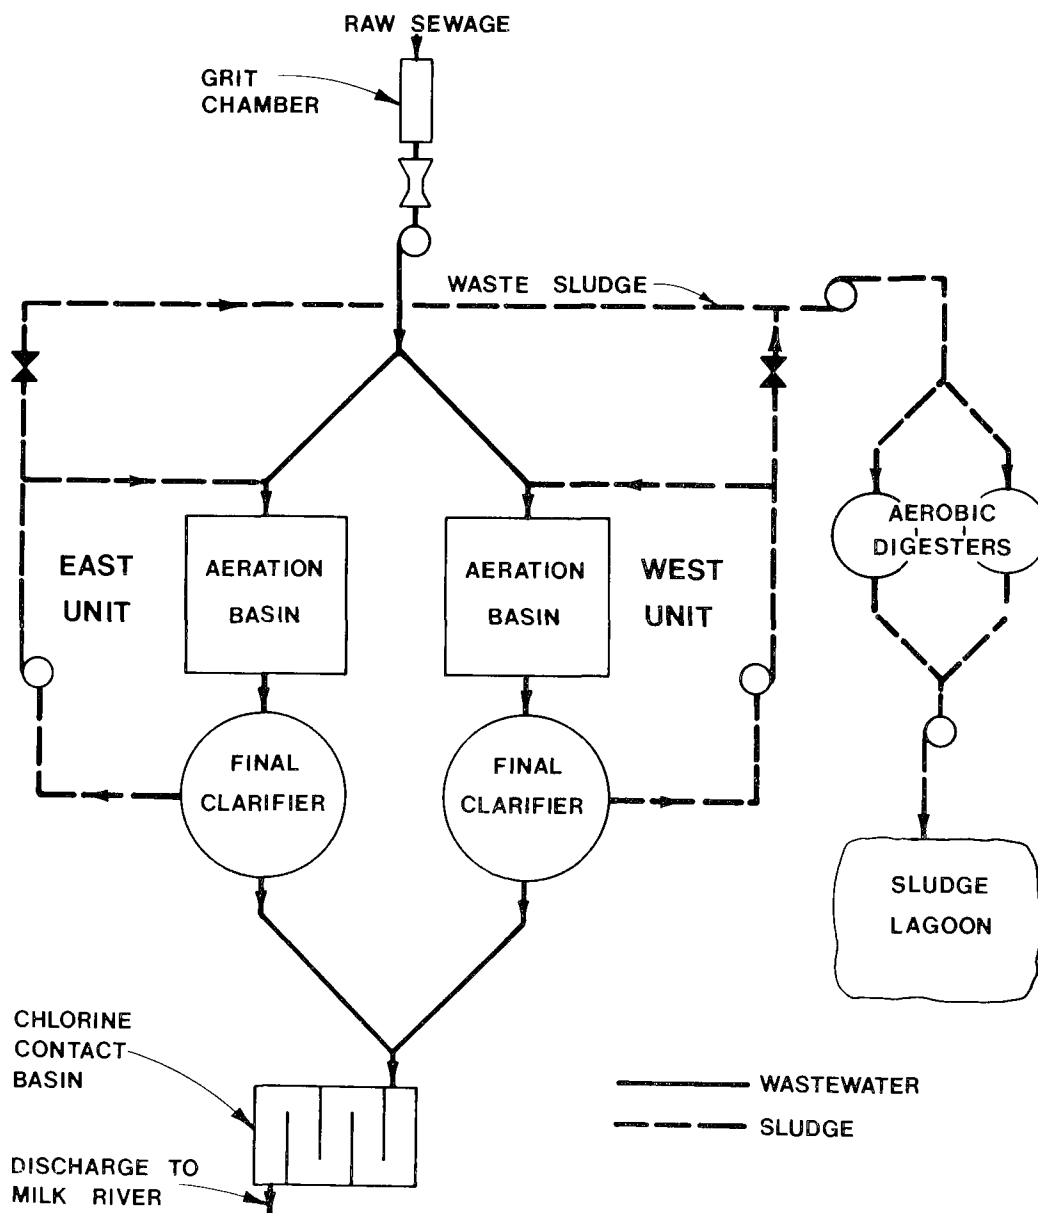 RAW SEWAGE
GRIT
CHAMBER
WASTE SLUDGE
AEROBIC
DIGESTERS
EAST
UNIT
AERATION
BASIN
AERATION
BASIN
WEST
UNIT
FINAL
CLARIFIER
FINAL
CLARIFIER
SLUDGE
LAGOON
CHLORINE
CONTACT
BASIN
WASTEWATER
SLUDGE
DISCHARGE TO
MILK RIVER